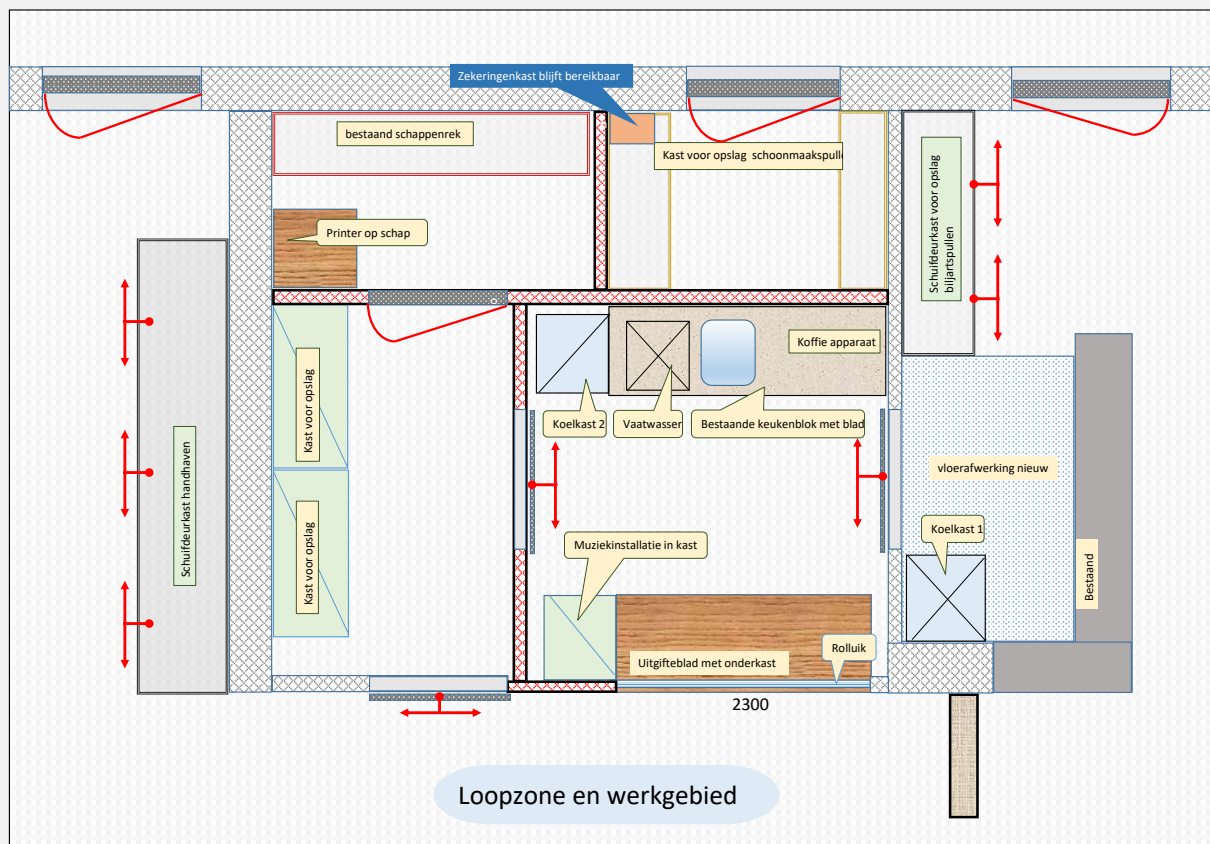 Zekeringenkast blijft bereikbaar
bestaand schappenrek
Kast voor opslag schoonmaakspulle
Printer op schap
Schuifdeurkast voor opslag
biljartspullen
Koffie apparaat
Kast voor opslag
Koelkast 2
Vaatwasser
Bestaande keukenblok met blad
Schuifdeurkast handhaven
vloerafwerking nieuw
Kast voor opslag
Koelkast 1
Muziekinstallatie in kast
Bestaand
Rolluik
Uitgifteblad met onderkast
2300
Loopzone en werkgebied